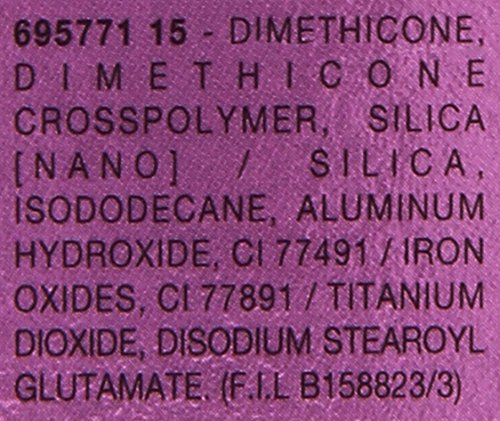 695771 15 - DIMETHICONE,
DIMETHICONE
CROSSPOLYMER, SILICA
[NANO] / SILICA,
ISODODECANE, ALUMINUM
HYDROXIDE, CI 77491 / IRON
OXIDES, CI 77891 / TITANIUM
DIOXIDE, DISODIUM STEAROYL
GLUTAMATE. (F.I.L B158823/3)